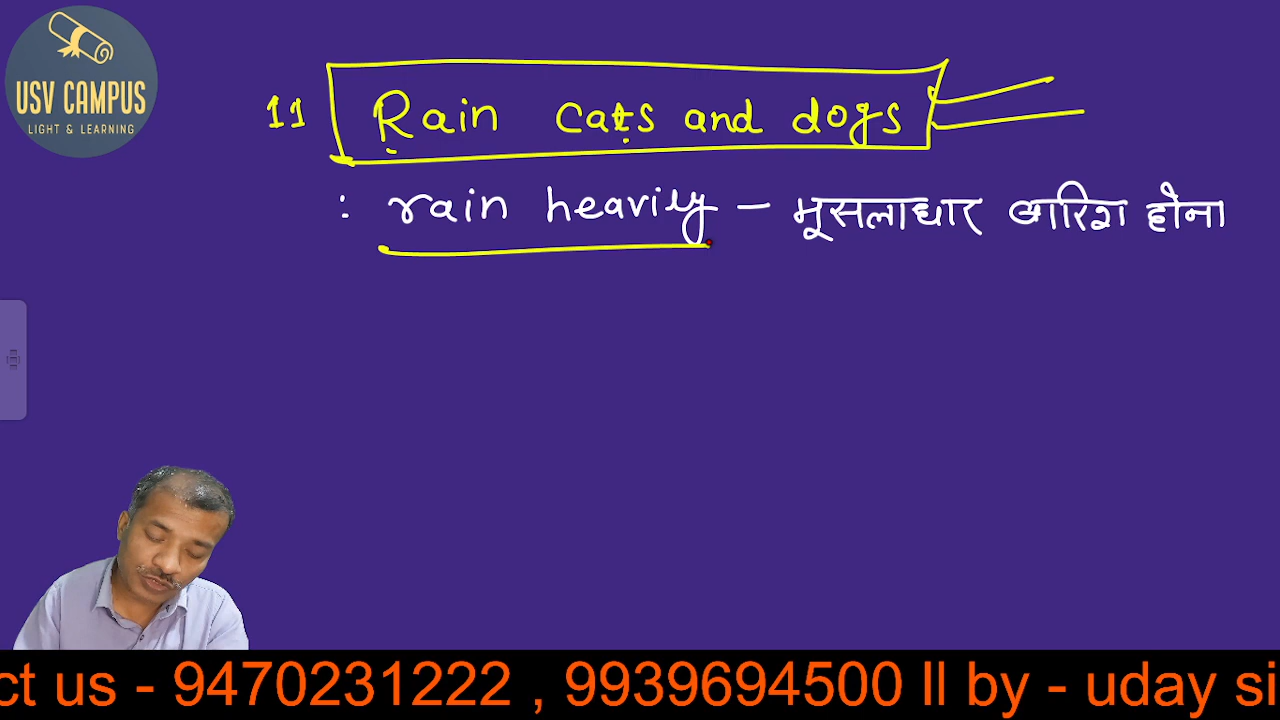 USV CAMPUS
LIGHT & LEARNING
11 Rain cats and dogs
: rain heavily – मूसलाधार बारिश होना
ct us - 9470231222 , 9939694500 ll by - uday si